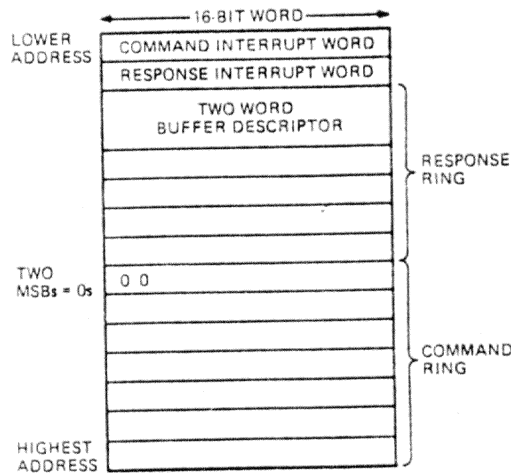 16-BIT WORD
LOWER
ADDRESS
COMMAND INTERRUPT WORD
RESPONSE INTERRUPT WORD
TWO WORD
BUFFER DESCRIPTOR
RESPONSE
RING
TWO
MSBs = 0s
0 0
COMMAND
RING
HIGHEST
ADDRESS